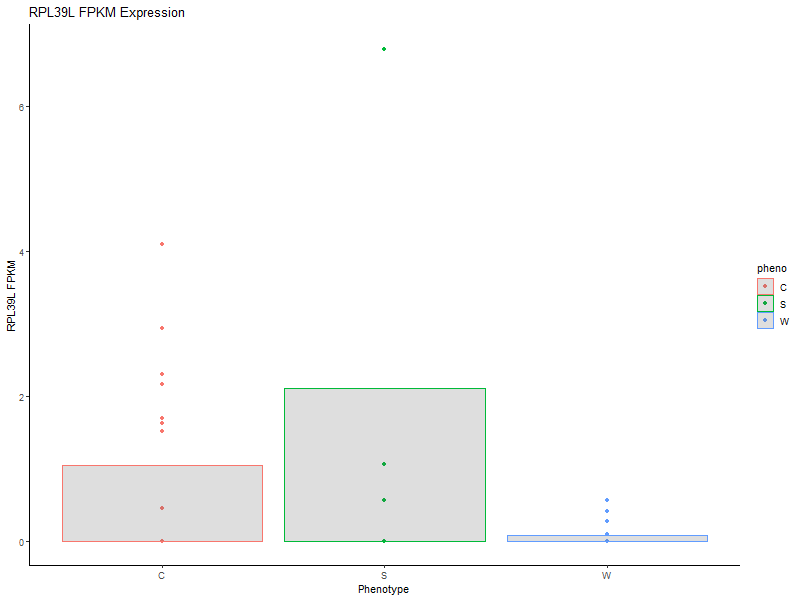 RPL39L FPKM Expression
6
4
2
0
RPL39L FPKM
C
S
W
Phenotype
pheno
C
S
W